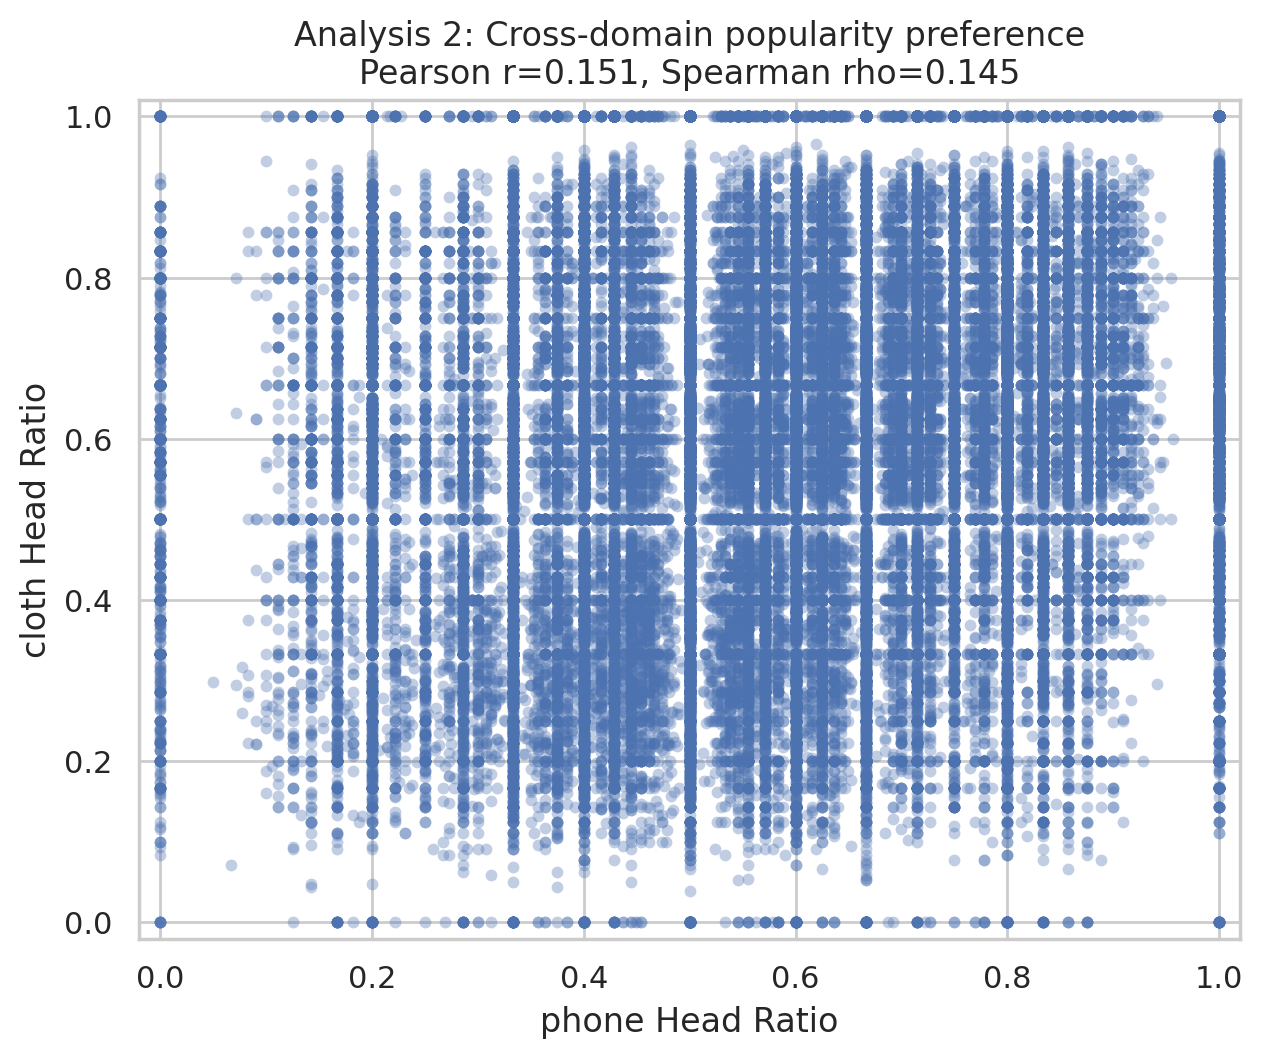 Analysis 2: Cross-domain popularity preference
Pearson r=0.151, Spearman rho=0.145
1.0
0.8
0.6
0.4
0.2
0.0
cloth Head Ratio
0.0 0.2 0.4 0.6 0.8 1.0
phone Head Ratio